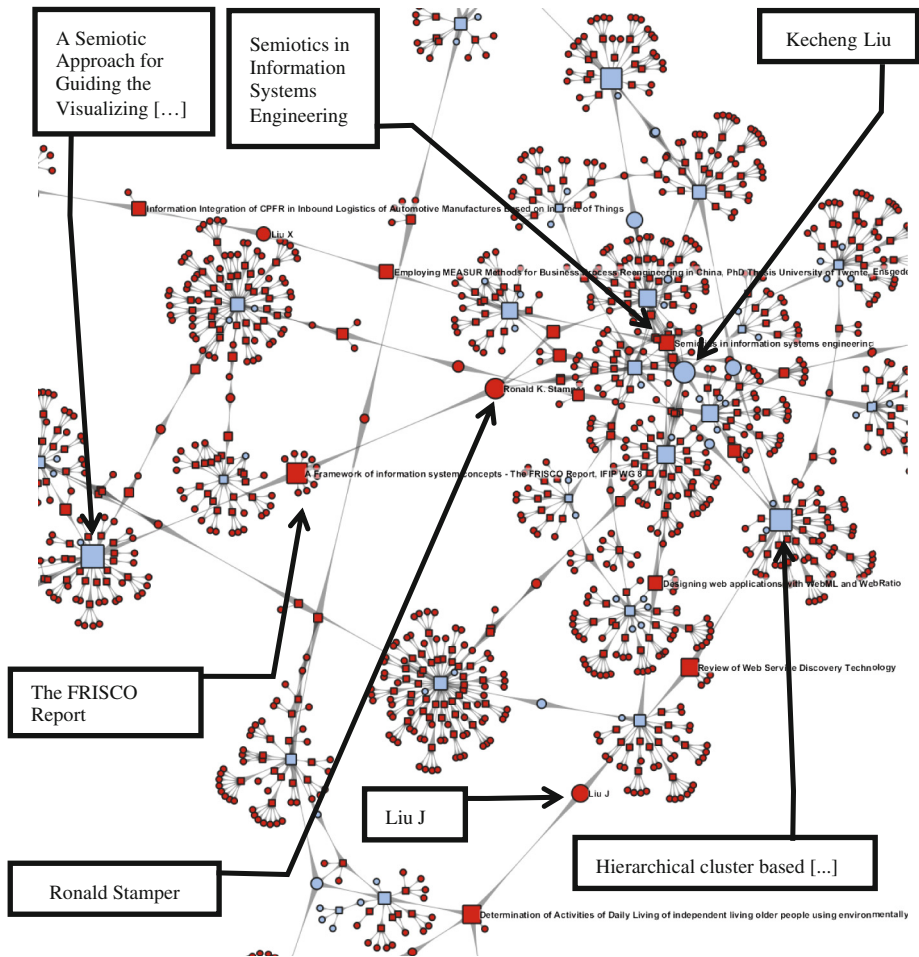 A Semiotic
Approach for
Guiding the
Visualizing […]
Semiotics in
Information
Systems
Engineering
Kecheng Liu
Information Integration of CPFR in Inbound Logistics of Automotive Manufactures Based on Internet of Things
Liu X
Employing MEASUR Methods for Business Process Reengineering in China, PhD Thesis University of Twente, Ensgede
Semiotics in information systems engineering
Ronald K. Stamper
A Framework of information system concepts - The FRISCO Report, IFIP WG 8
Designing web applications with WebML and WebRatio
Review of Web Service Discovery Technology
The FRISCO
Report
Liu J
Liu J
Hierarchical cluster based [...]
Ronald Stamper
Determination of Activities of Daily Living of independent living older people using environmentally